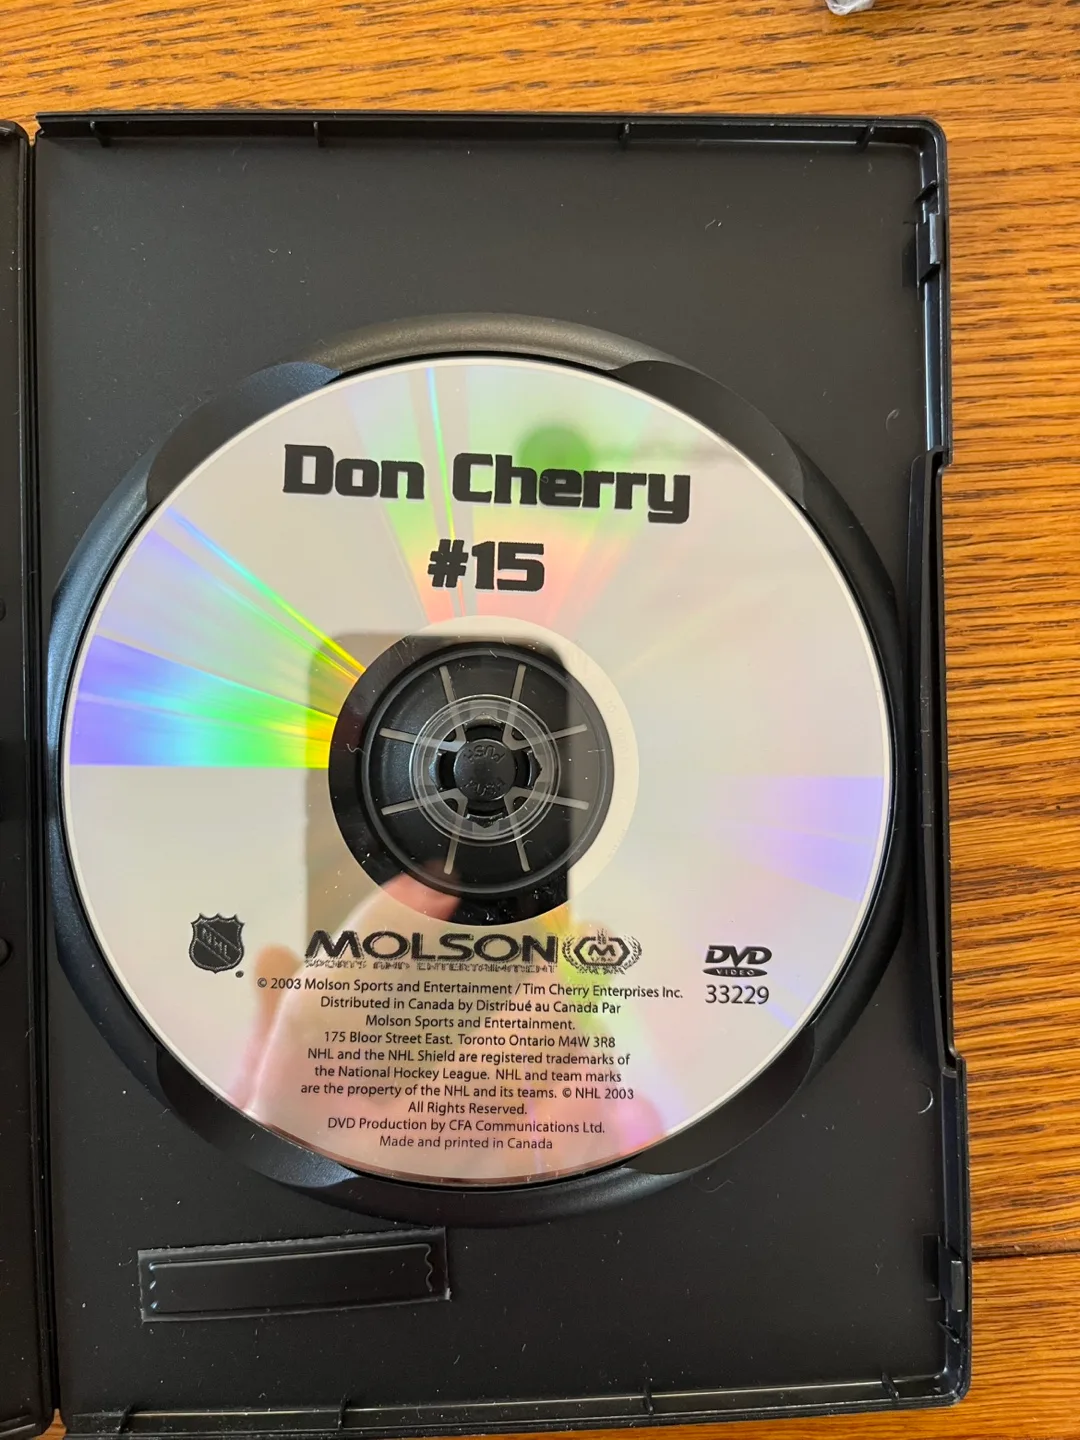 Don Cherry
#15
PUSH
NHL
MOLSON
SPORTS AND ENTERTAINMENT
M
DVD
VIDEO
33229
© 2003 Molson Sports and Entertainment / Tim Cherry Enterprises Inc.
Distributed in Canada by Distribué au Canada Par
Molson Sports and Entertainment.
175 Bloor Street East. Toronto Ontario M4W 3R8
NHL and the NHL Shield are registered trademarks of
the National Hockey League. NHL and team marks
are the property of the NHL and its teams. © NHL 2003
All Rights Reserved.
DVD Production by CFA Communications Ltd.
Made and printed in Canada